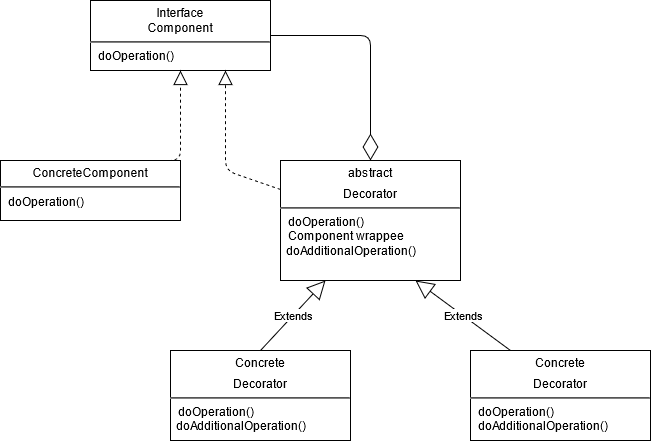 Interface
Component
doOperation()
ConcreteComponent
doOperation()
abstract
Decorator
doOperation()
Component wrappee
doAdditionalOperation()
Extends
Extends
Concrete
Decorator
doOperation()
doAdditionalOperation()
Concrete
Decorator
doOperation()
doAdditionalOperation()